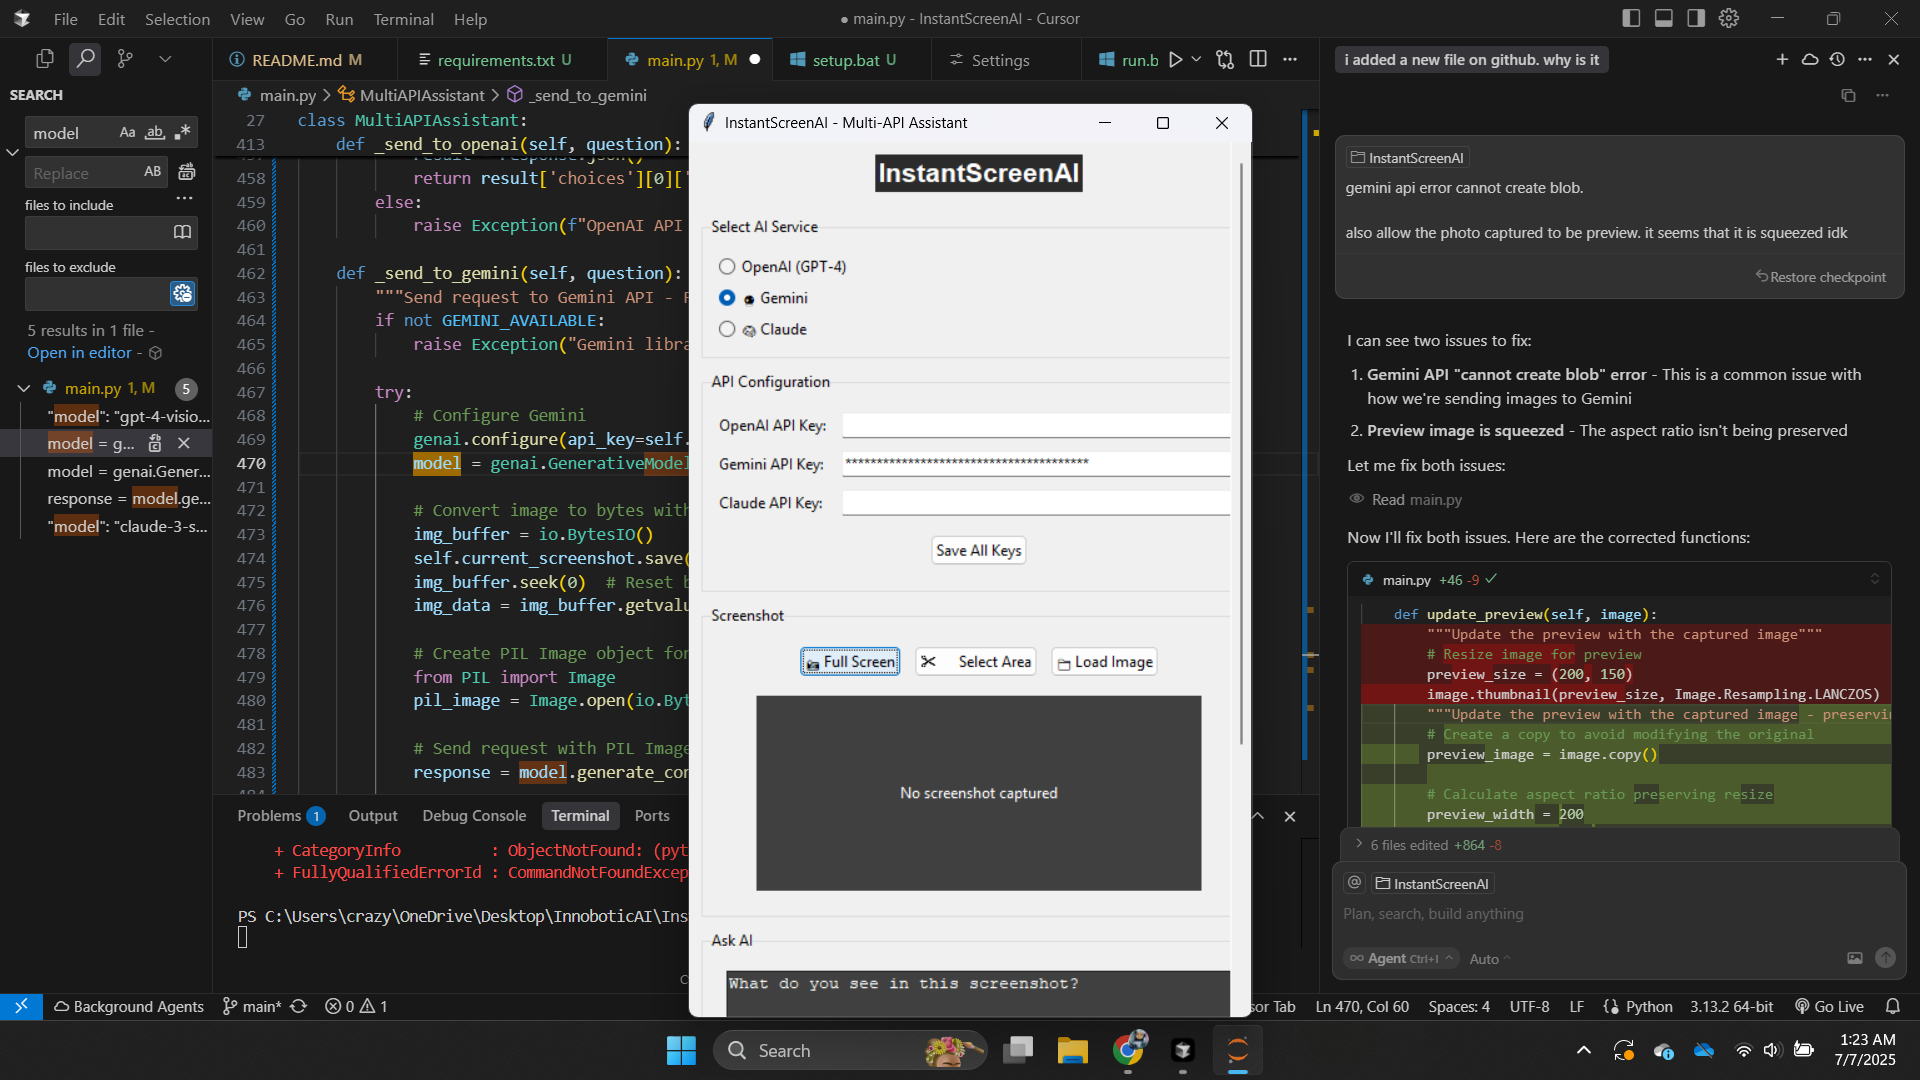 File Edit Selection View Go Run Terminal Help
● main.py - InstantScreenAI - Cursor
README.md M
requirements.txt U
main.py 1, M
setup.bat U
Settings
run.b
SEARCH
model
Aa ab
Replace
AB
files to include
files to exclude
5 results in 1 file -
Open in editor -
main.py 1, M 5
"model": "gpt-4-visio...
model = g...
model = genai.Gener...
response = model.ge...
"model": "claude-3-s...
main.py > MultiAPIAssistant > _send_to_gemini
27 class MultiAPIAssistant:
413 def _send_to_openai(self, question):
458 return result['choices'][0]['
459 else:
460 raise Exception(f"OpenAI API
461
462 def _send_to_gemini(self, question):
463 """Send request to Gemini API - F
464 if not GEMINI_AVAILABLE:
465 raise Exception("Gemini libra
466
467 try:
468 # Configure Gemini
469 genai.configure(api_key=self.
470 model = genai.GenerativeModel
471
472 # Convert image to bytes with
473 img_buffer = io.BytesIO()
474 self.current_screenshot.save(
475 img_buffer.seek(0) # Reset b
476 img_data = img_buffer.getvalu
477
478 # Create PIL Image object for
479 from PIL import Image
480 pil_image = Image.open(io.Byt
481
482 # Send request with PIL Image
483 response = model.generate_con
Problems 1 Output Debug Console Terminal Ports
+ CategoryInfo : ObjectNotFound: (pyt
+ FullyQualifiedErrorId : CommandNotFoundExcep
PS C:\Users\crazy\OneDrive\Desktop\InnoboticAI\Ins
InstantScreenAI - Multi-API Assistant
InstantScreenAI
Select AI Service
OpenAI (GPT-4)
Gemini
Claude
API Configuration
OpenAI API Key:
Gemini API Key: ***************************************
Claude API Key:
Save All Keys
Screenshot
Full Screen
Select Area
Load Image
No screenshot captured
Ask AI
What do you see in this screenshot?
i added a new file on github. why is it
InstantScreenAI
gemini api error cannot create blob.
also allow the photo captured to be preview. it seems that it is squeezed idk
Restore checkpoint
I can see two issues to fix:
1. Gemini API "cannot create blob" error - This is a common issue with
how we're sending images to Gemini
2. Preview image is squeezed - The aspect ratio isn't being preserved
Let me fix both issues:
Read main.py
Now I'll fix both issues. Here are the corrected functions:
main.py +46 -9
def update_preview(self, image):
"""Update the preview with the captured image"""
# Resize image for preview
preview_size = (200, 150)
image.thumbnail(preview_size, Image.Resampling.LANCZOS)
"""Update the preview with the captured image - preservi
# Create a copy to avoid modifying the original
preview_image = image.copy()
# Calculate aspect ratio preserving resize
preview_width = 200
6 files edited +864 -8
@ InstantScreenAI
Plan, search, build anything
Agent Ctrl+I Auto
Background Agents main* 0 1
sor Tab Ln 470, Col 60 Spaces: 4 UTF-8 LF Python 3.13.2 64-bit Go Live
Search
1:23 AM
7/7/2025